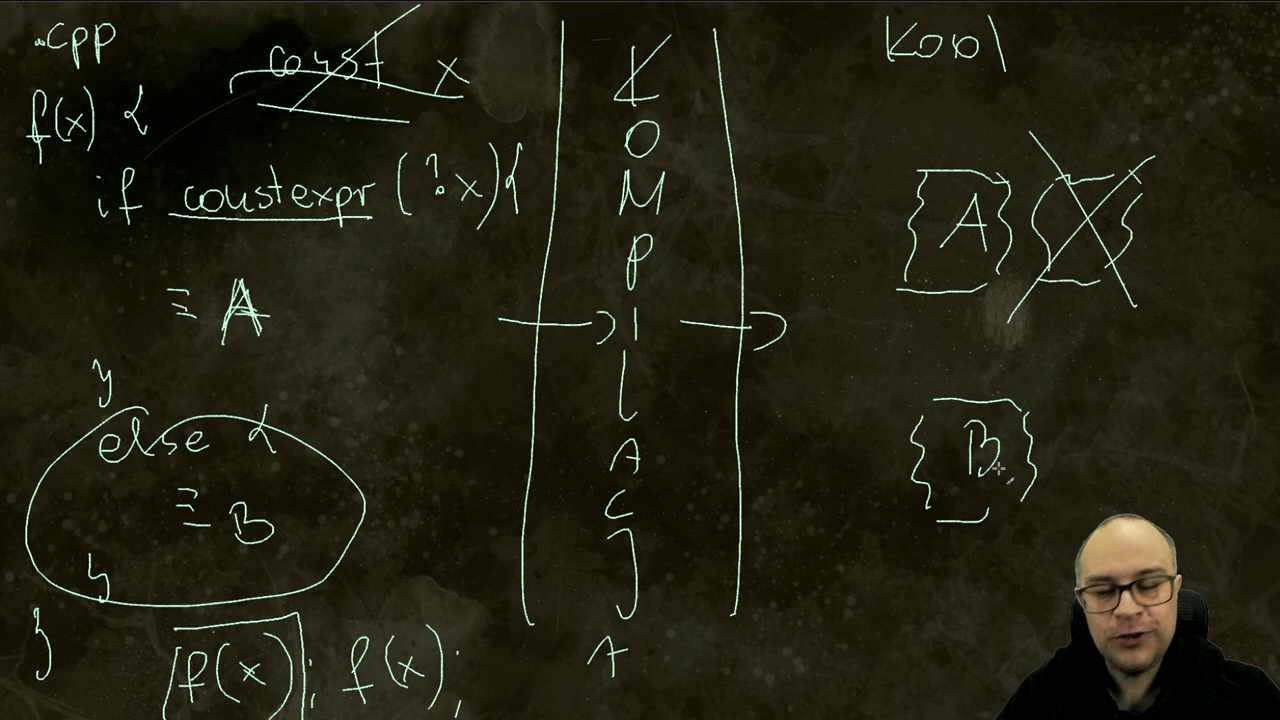 .cpp
const x
f(x) {
if constexpr (?x){
≡ A
}
else {
≡ B
}
}
f(x); f(x);
KOMPILACJA
Kod
A
B